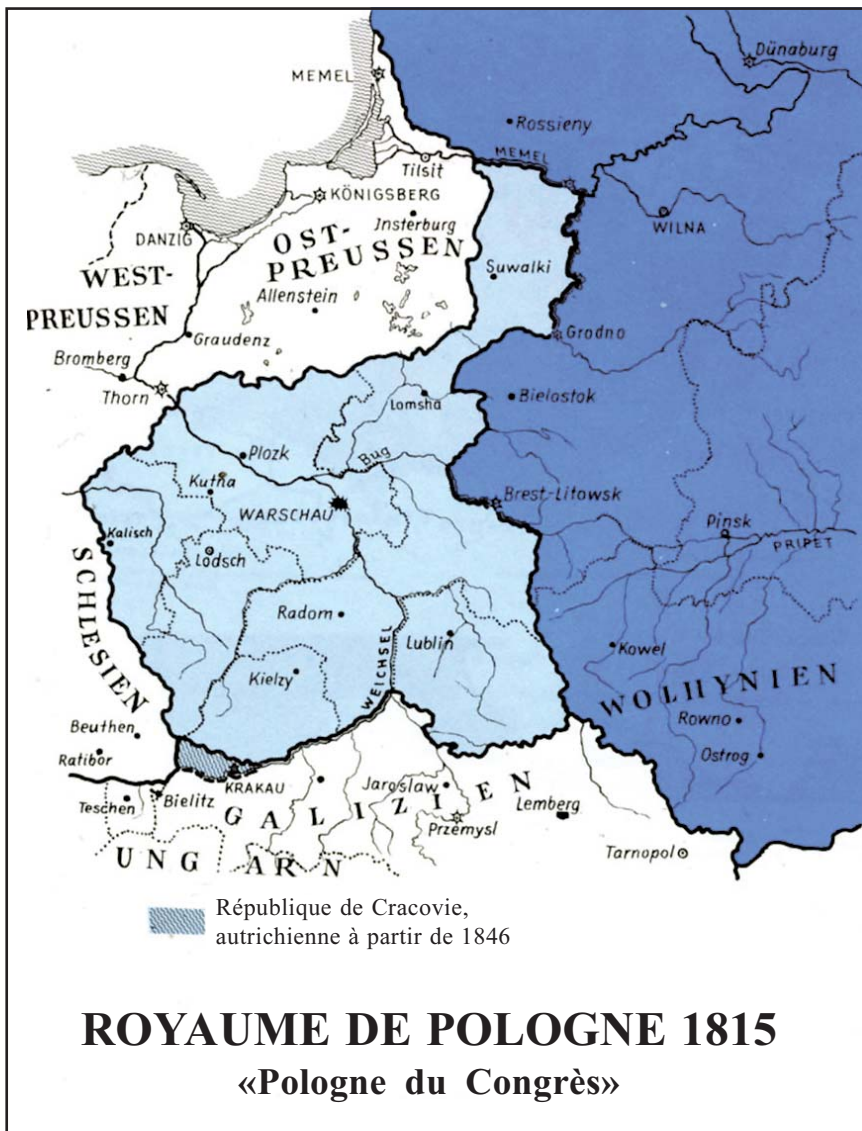 Dünaburg
MEMEL
Rossieny
MEMEL
Tilsit
KÖNIGSBERG
Insterburg
WILNA
DANZIG
OST-
PREUSSEN
WEST-
PREUSSEN
Suwalki
Allenstein
Graudenz
Grodno
Bromberg
Thorn
Lomsha
Bielostok
Plozk
Bug
Kutna
Brest-Litowsk
WARSCHAU
Pinsk
Kalisch
PRIPET
Lodsch
SCHLESIEN
Radom
Lublin
Kowel
WEICHSEL
Kielzy
WOLHYNIEN
Rowno
Beuthen
Ostrog
Ratibor
KRAKAU
Jaroslaw
Teschen
Bielitz
GALIZIEN
Lemberg
Przemysl
UNGARN
Tarnopol
République de Cracovie,
autrichienne à partir de 1846
ROYAUME DE POLOGNE 1815
«Pologne du Congrès»